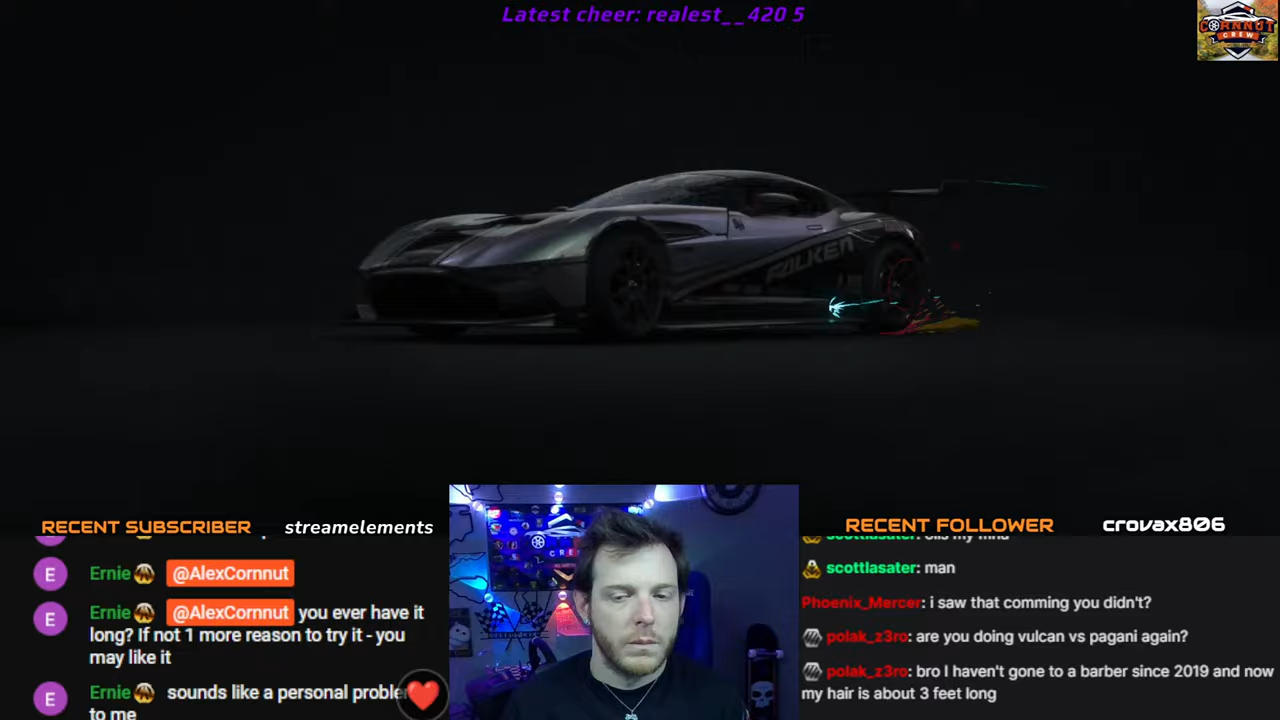 Latest cheer: realest__420 5
CORNNUT
CREW
FALKEN
RECENT SUBSCRIBER streamelements
Ernie @AlexCornnut
Ernie @AlexCornnut you ever have it
long? If not 1 more reason to try it - you
may like it
Ernie sounds like a personal proble
to me
RECENT FOLLOWER crovax806
scottlasater:
scottlasater: man
Phoenix_Mercer: i saw that comming you didn't?
polak_z3ro: are you doing vulcan vs pagani again?
polak_z3ro: bro I haven't gone to a barber since 2019 and now
my hair is about 3 feet long